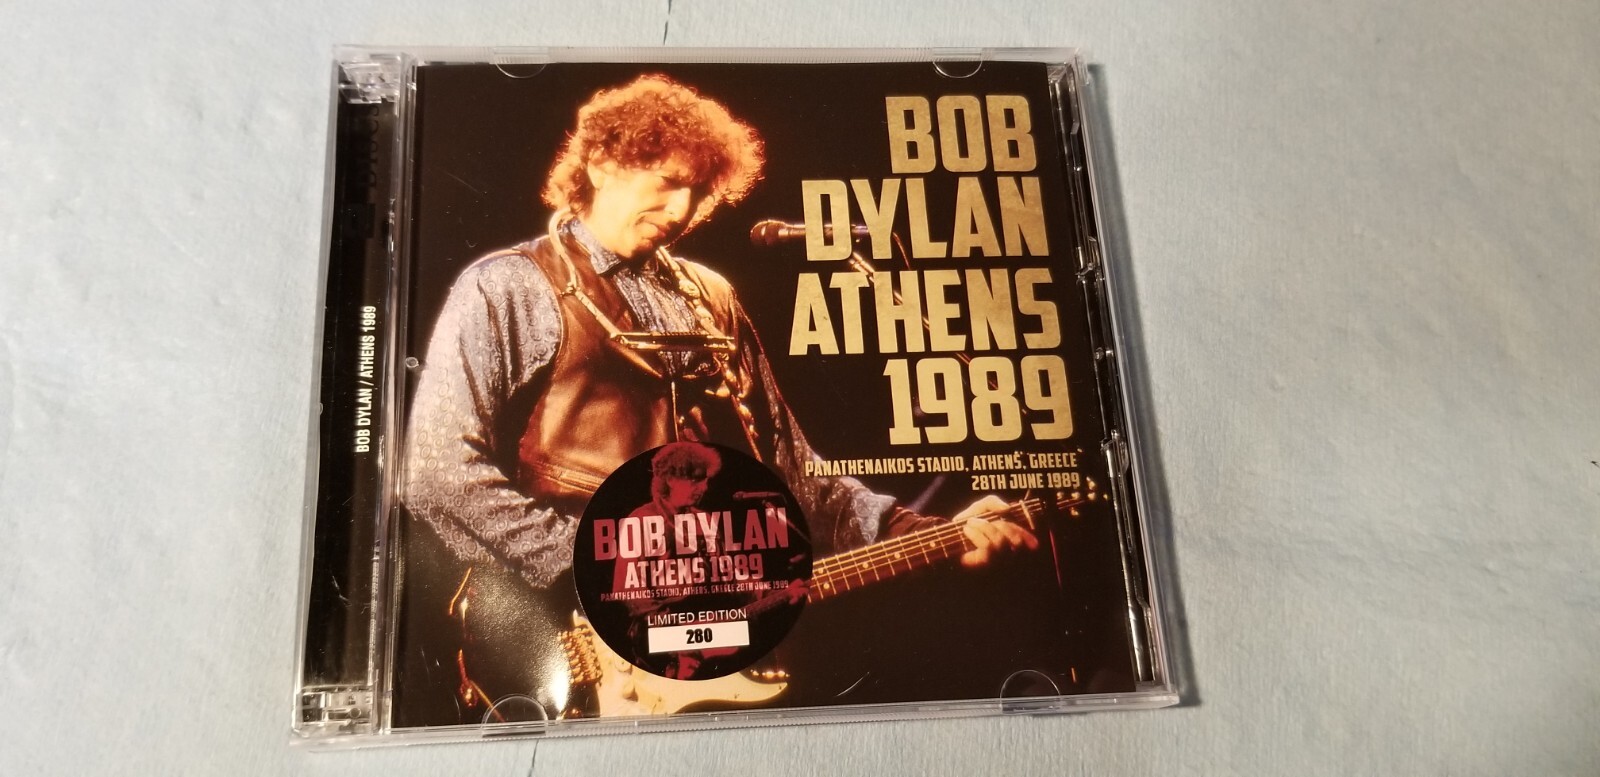 BOB
DYLAN
ATHENS
1989
PANATHENAIKOS STADIO, ATHENS, GREECE
28TH JUNE 1989
BOB DYLAN / ATHENS 1989
BOB DYLAN
ATHENS 1989
PANATHENAIKOS STADIO, ATHENS, GREECE 28TH JUNE 1989
LIMITED EDITION
280